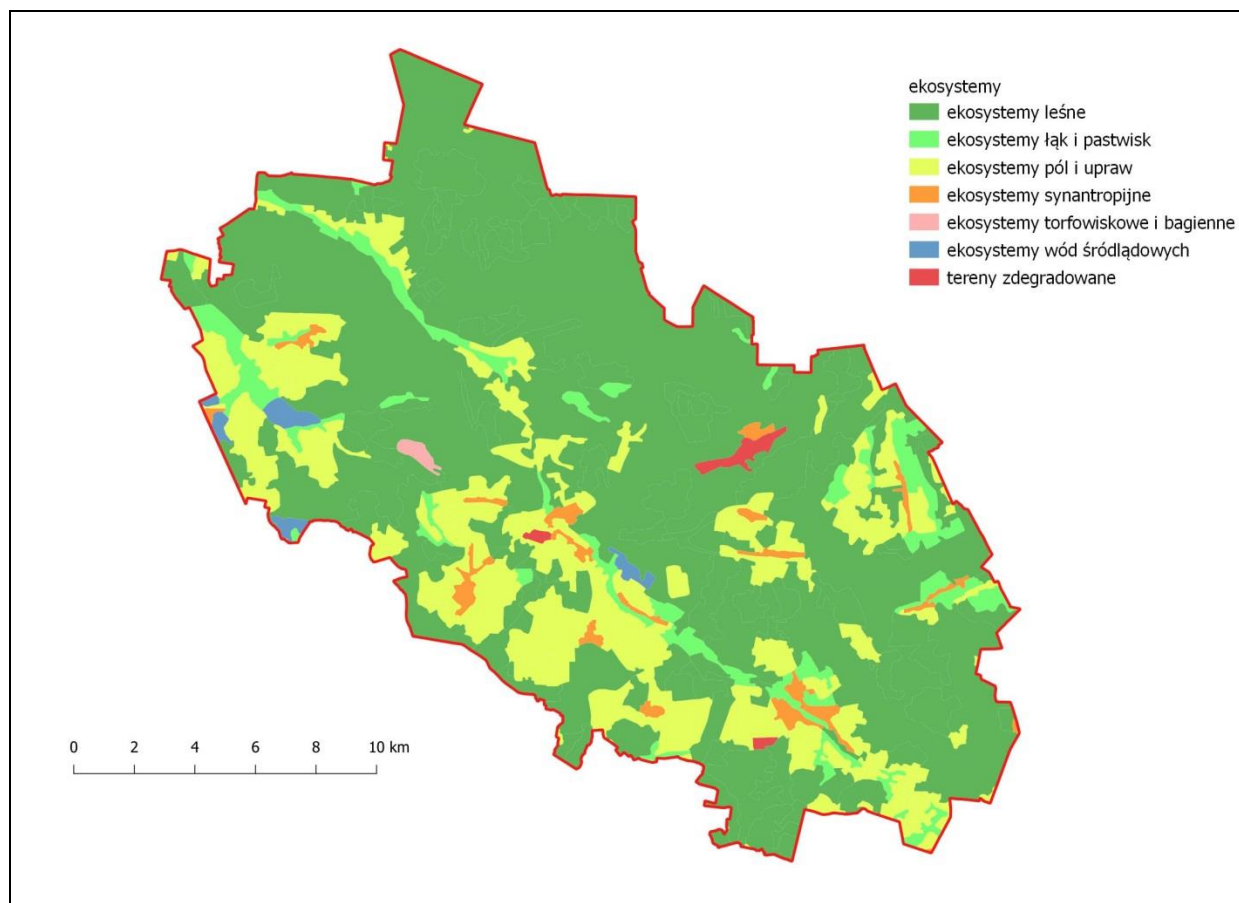 ekosystemy
ekosystemy leśne
ekosystemy łąk i pastwisk
ekosystemy pól i upraw
ekosystemy synantropijne
ekosystemy torfowiskowe i bagienne
ekosystemy wód śródlądowych
tereny zdegradowane
0 2 4 6 8 10 km